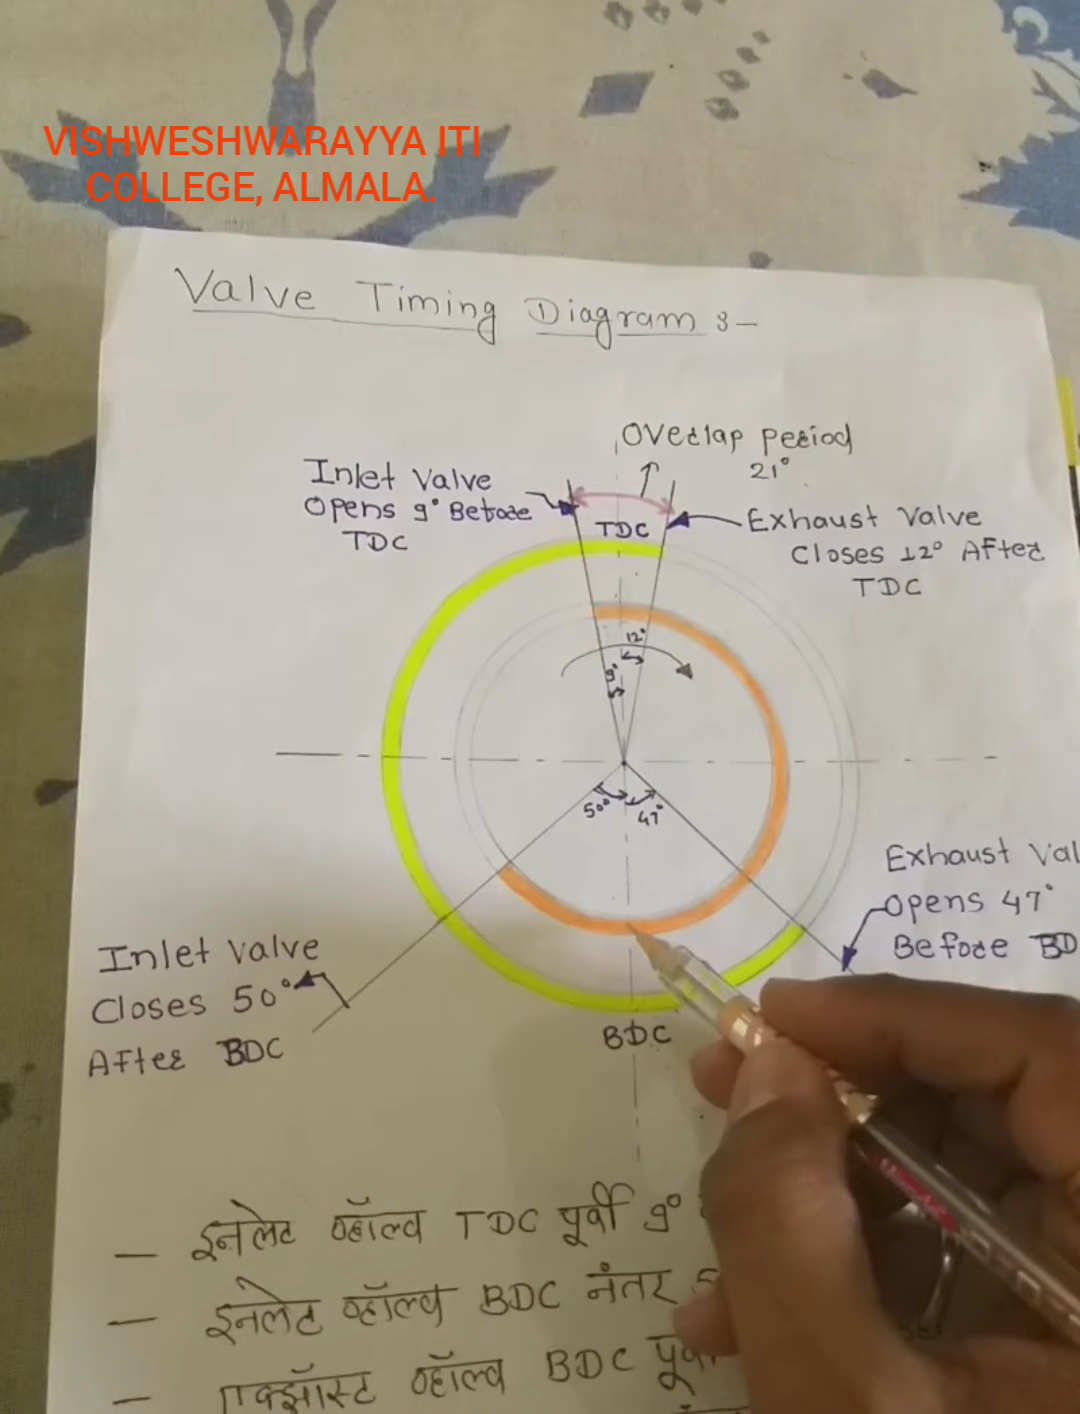 VISHWESHWARAYYA ITI
COLLEGE, ALMALA.
Valve Timing Diagram :-
Overlap period
21°
Inlet Valve
Opens 9° Before
TDC
TDC
Exhaust Valve
Closes 12° After
TDC
12°
9°
50°
47°
Exhaust Val
Opens 47°
Before BD
Inlet Valve
Closes 50°
After BDC
BDC
— इनलेट व्हॉल्व TDC पूर्वी 9°
— इनलेट व्हॉल्व BDC नंतर
— एक्झॉस्ट व्हॉल्व BDC